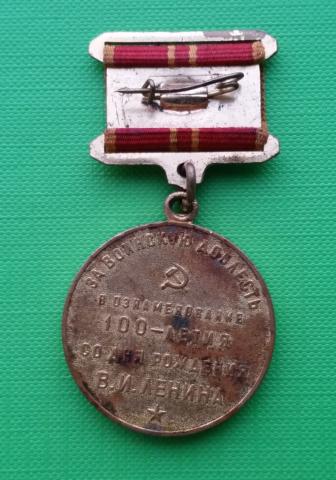 ЗА ВОИНСКУЮ ДОБЛЕСТЬ
В ОЗНАМЕНОВАНИЕ
100-ЛЕТИЯ
СО ДНЯ РОЖДЕНИЯ
В.И. ЛЕНИНА